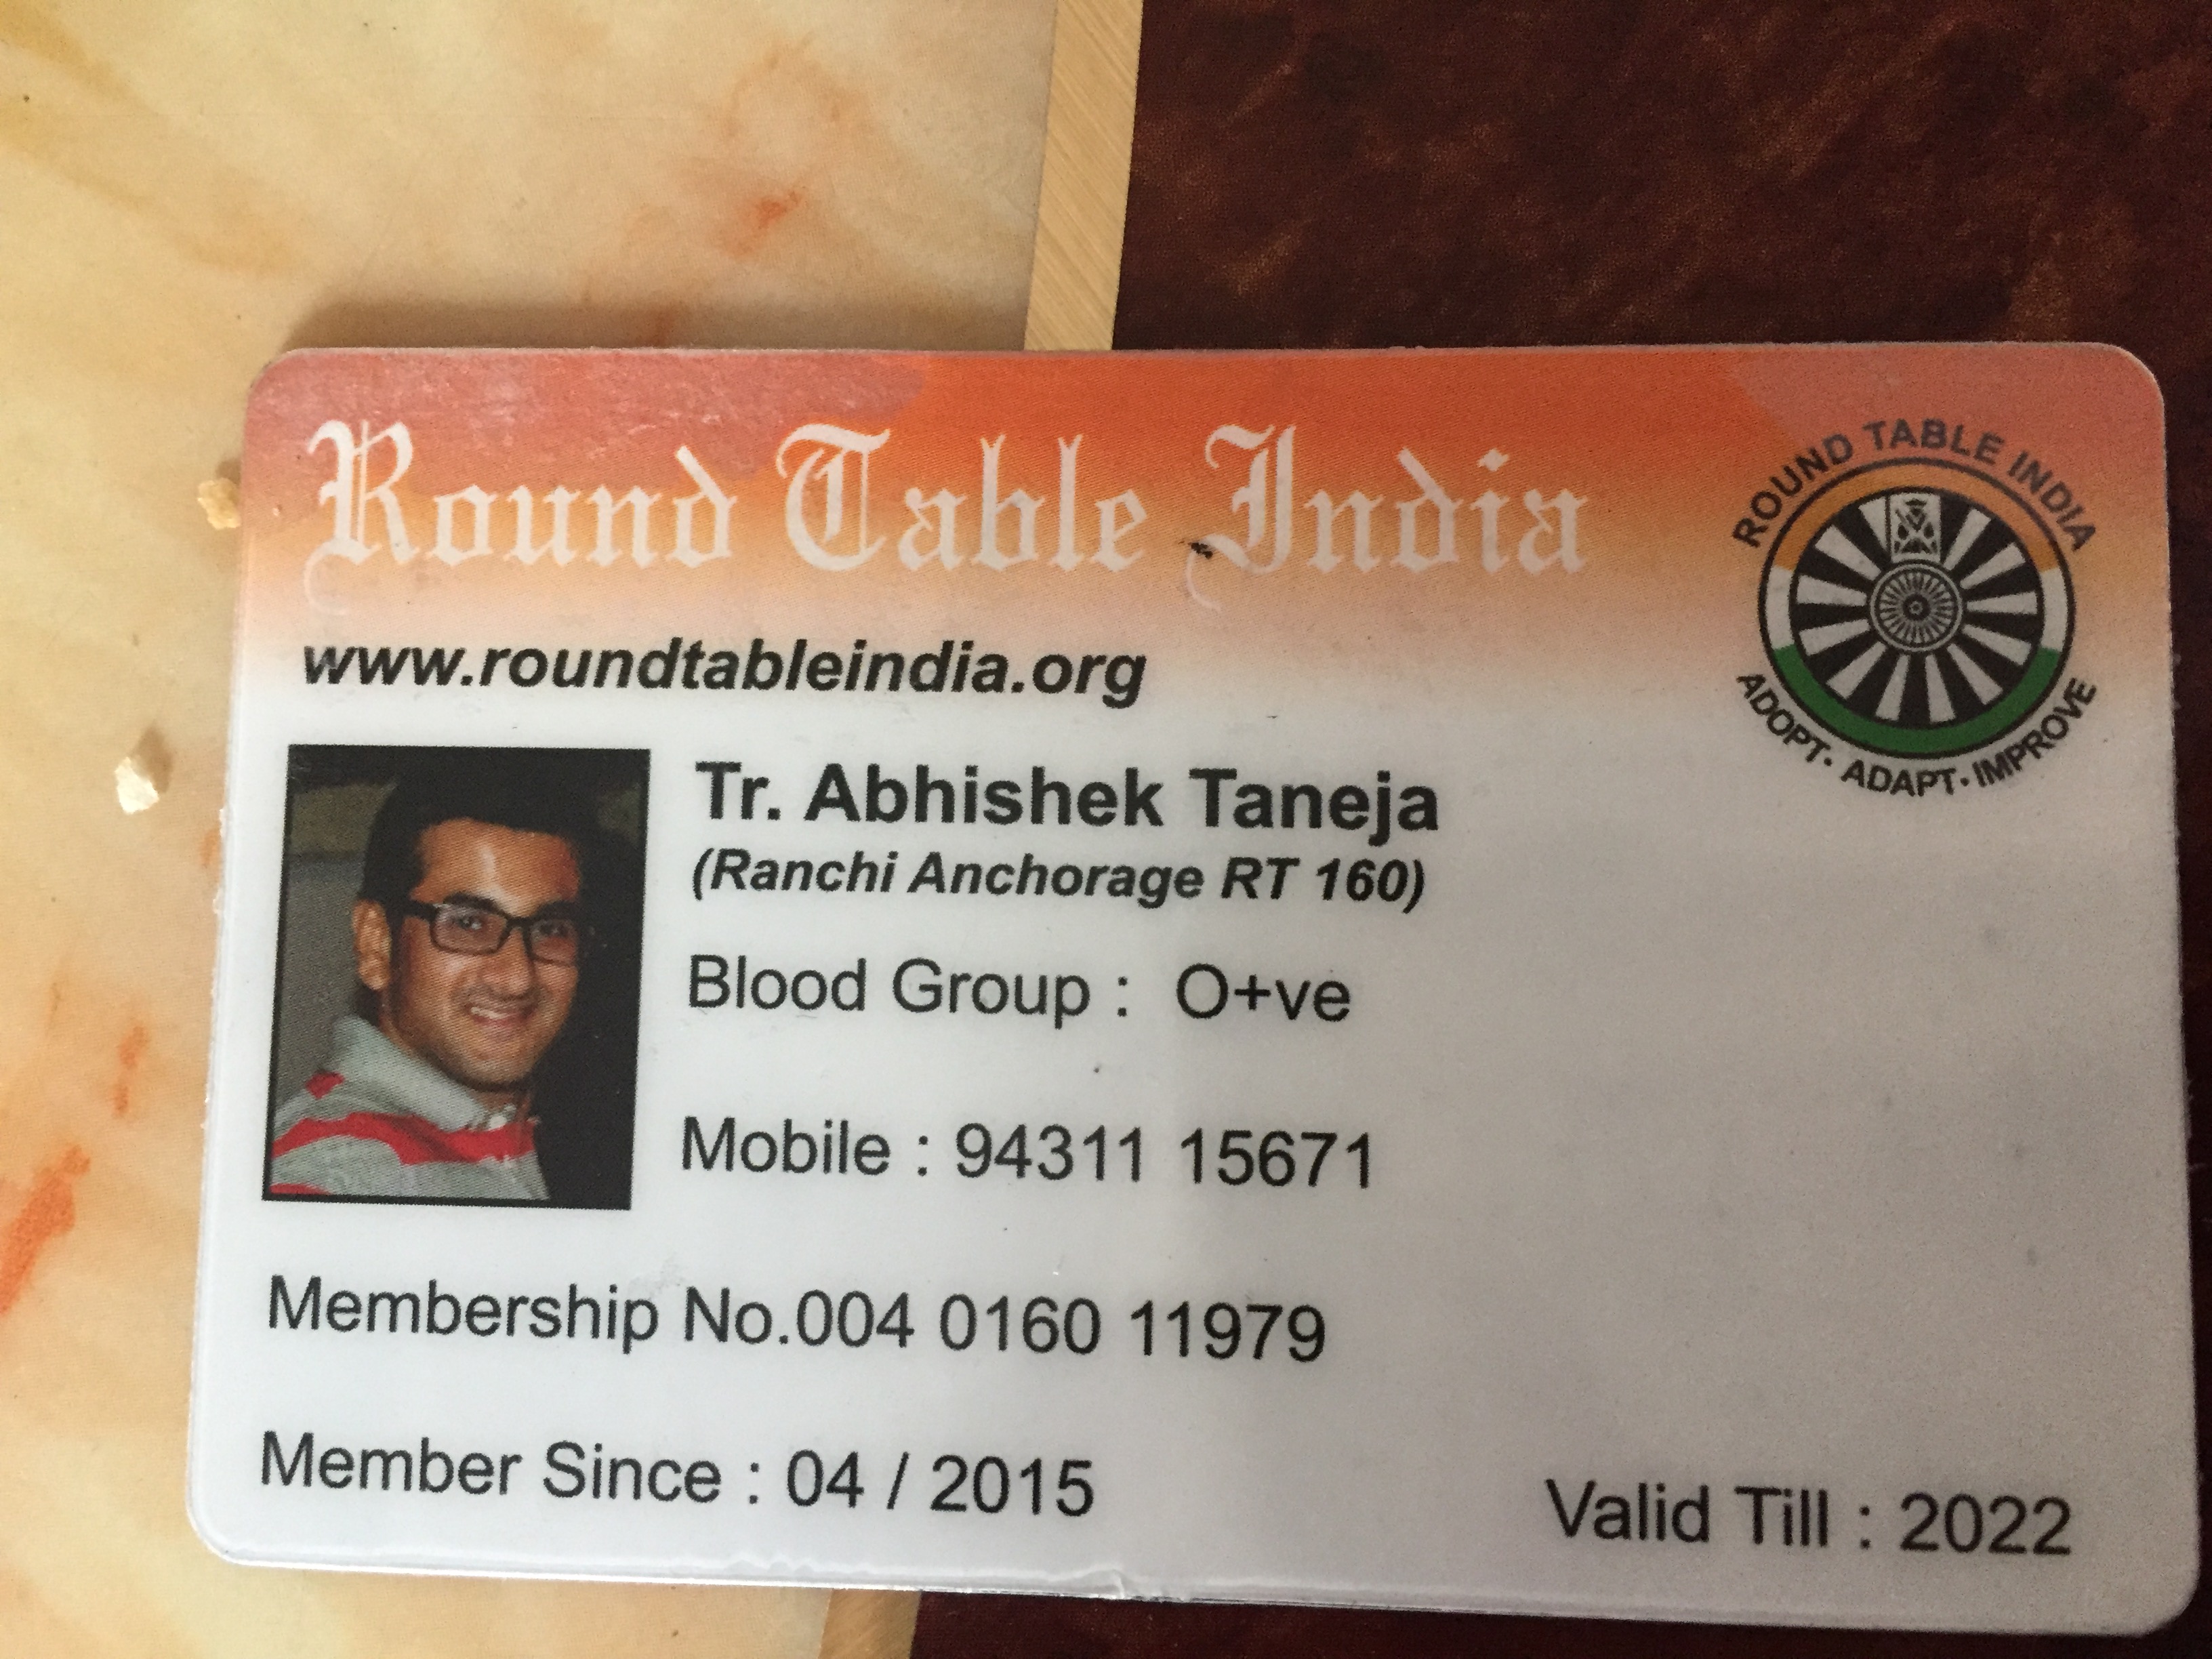 Round Table India
www.roundtableindia.org
ROUND TABLE INDIA
ADOPT · ADAPT · IMPROVE
Tr. Abhishek Taneja
(Ranchi Anchorage RT 160)
Blood Group : O+ve
Mobile : 94311 15671
Membership No.004 0160 11979
Member Since : 04 / 2015
Valid Till : 2022